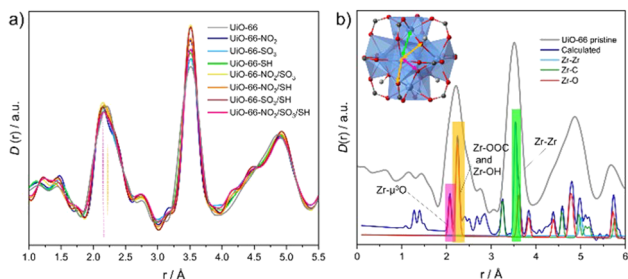 a)
UiO-66
UiO-66-NO2
UiO-66-SO3
UiO-66-SH
UiO-66-NO2/SO3
UiO-66-NO2/SH
UiO-66-SO3/SH
UiO-66-NO2/SO3/SH
D (r) / a.u.
1.0 1.5 2.0 2.5 3.0 3.5 4.0 4.5 5.0 5.5
r / Å
b)
UiO-66 pristine
Calculated
Zr-Zr
Zr-C
Zr-O
Zr-OOC
and
Zr-OH
Zr-Zr
Zr-μ3O
D(r) / a.u.
0 1 2 3 4 5 6
r / Å